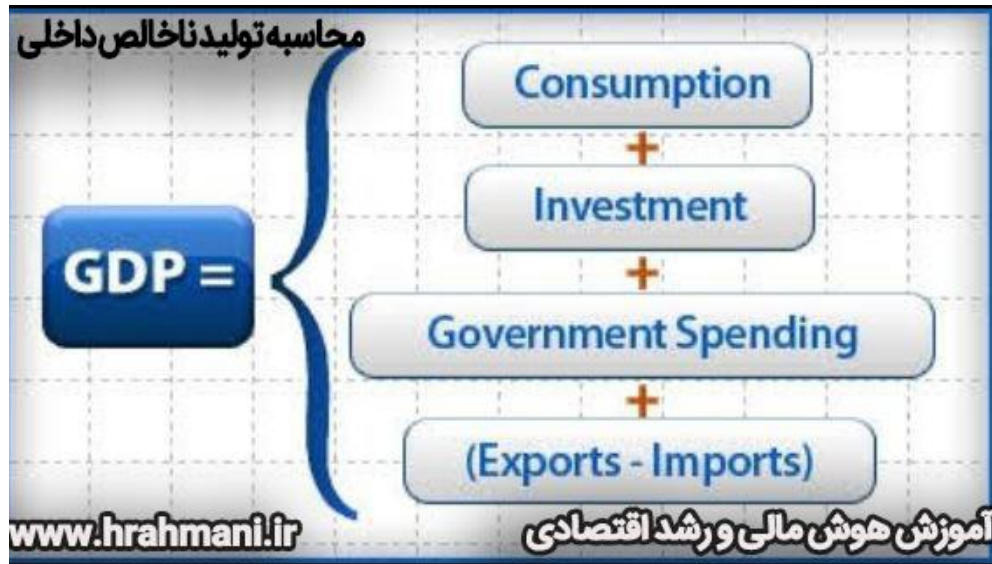 محاسبه تولید ناخالص داخلی
Consumption
+
Investment
+
GDP =
Government Spending
+
(Exports - Imports)
www.hrahmani.ir
آموزش هوش مالی و رشد اقتصادی